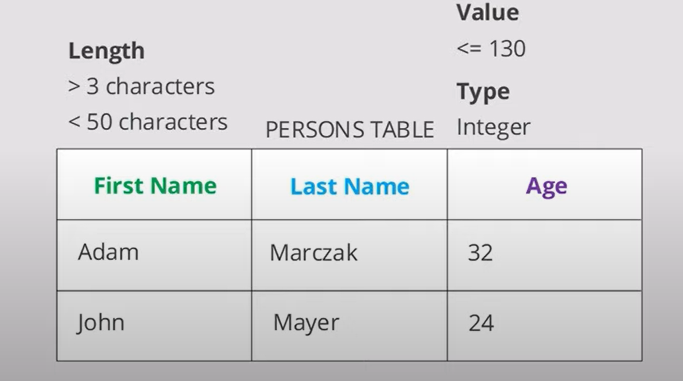 Value
<= 130
Length
> 3 characters
Type
< 50 characters
PERSONS TABLE
Integer
First Name
Last Name
Age
Adam
Marczak
32
John
Mayer
24